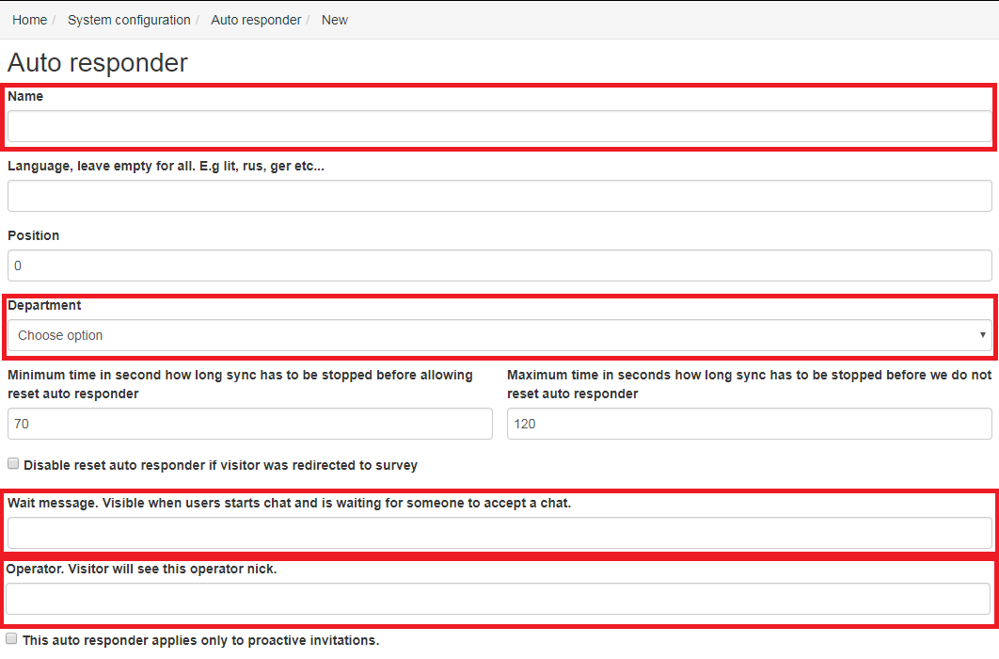 Home / System configuration / Auto responder / New
Auto responder
Name
Language, leave empty for all. E.g lit, rus, ger etc...
Position
0
Department
Choose option
Minimum time in second how long sync has to be stopped before allowing
reset auto responder
70
Maximum time in seconds how long sync has to be stopped before we do not
reset auto responder
120
Disable reset auto responder if visitor was redirected to survey
Wait message. Visible when users starts chat and is waiting for someone to accept a chat.
Operator. Visitor will see this operator nick.
This auto responder applies only to proactive invitations.